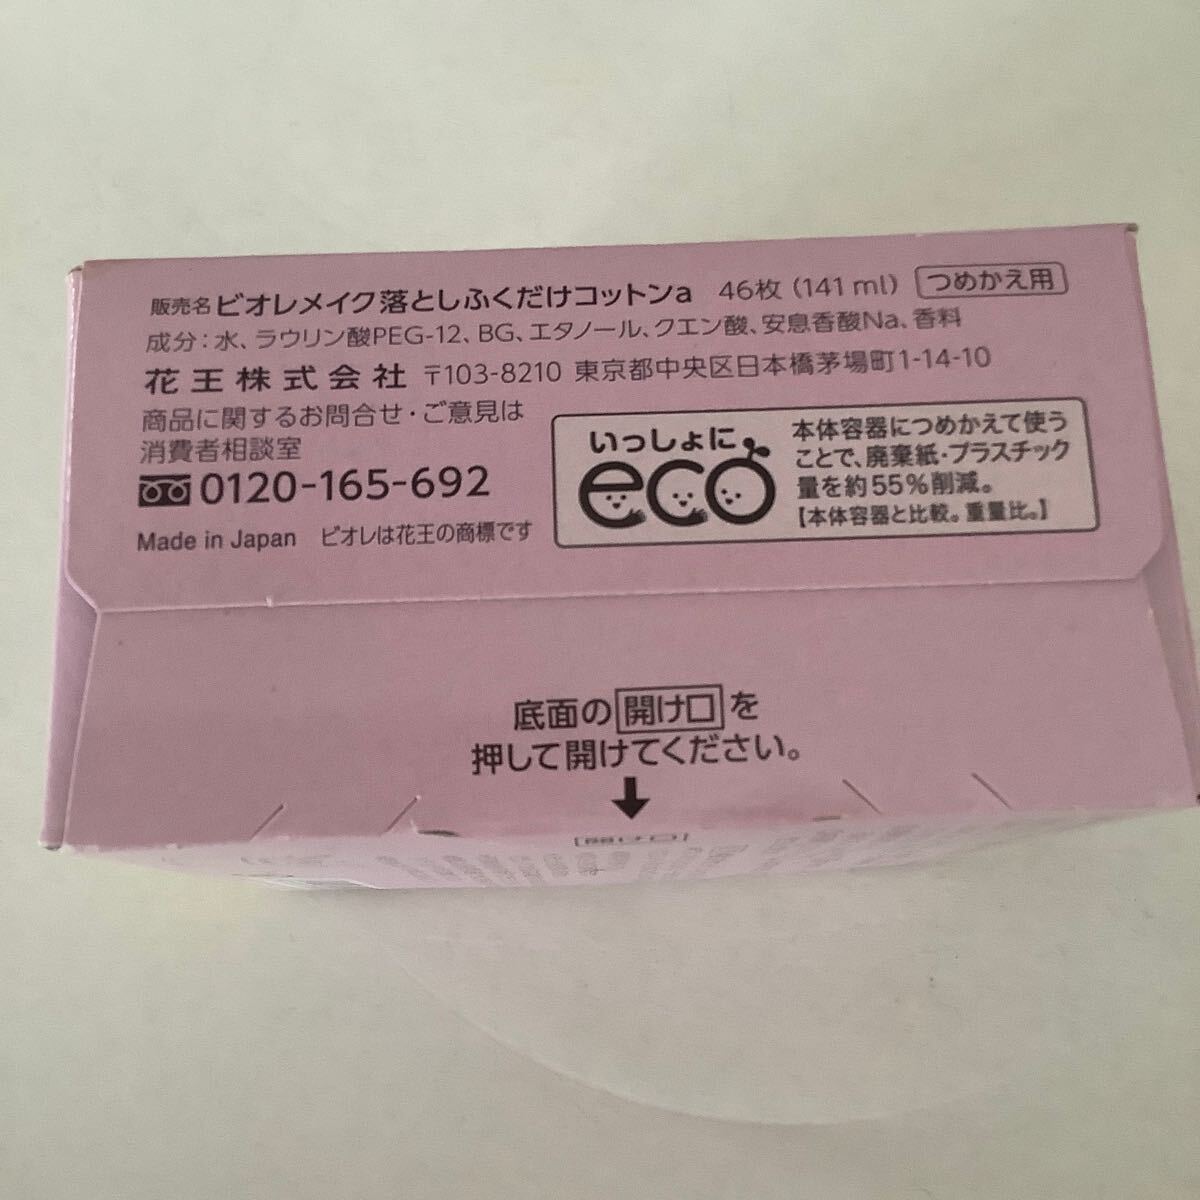 販売名 ビオレメイク落としふくだけコットンa 46枚(141ml) つめかえ用
成分:水、ラウリン酸PEG-12、BG、エタノール、クエン酸、安息香酸Na、香料
花王株式会社 〒103-8210 東京都中央区日本橋茅場町1-14-10
商品に関するお問合せ・ご意見は
消費者相談室
0120-165-692
Made in Japan ビオレは花王の商標です
いっしょに
eco
本体容器につめかえて使う
ことで、廃棄紙・プラスチック
量を約55%削減。
【本体容器と比較。重量比。】
底面の 開け口 を
押して開けてください。
開け口